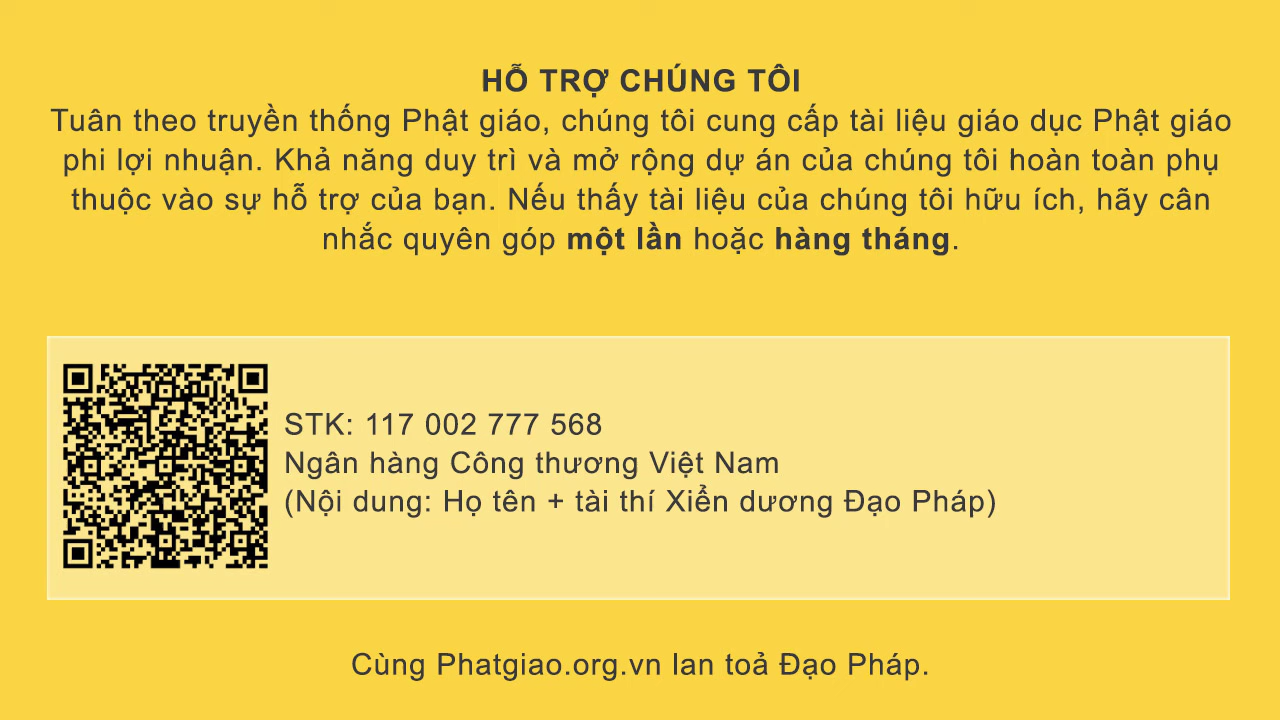 HỖ TRỢ CHÚNG TÔI
Tuân theo truyền thống Phật giáo, chúng tôi cung cấp tài liệu giáo dục Phật giáo
phi lợi nhuận. Khả năng duy trì và mở rộng dự án của chúng tôi hoàn toàn phụ
thuộc vào sự hỗ trợ của bạn. Nếu thấy tài liệu của chúng tôi hữu ích, hãy cân
nhắc quyên góp một lần hoặc hàng tháng.
STK: 117 002 777 568
Ngân hàng Công thương Việt Nam
(Nội dung: Họ tên + tài thí Xiển dương Đạo Pháp)
Cùng Phatgiao.org.vn lan toả Đạo Pháp.